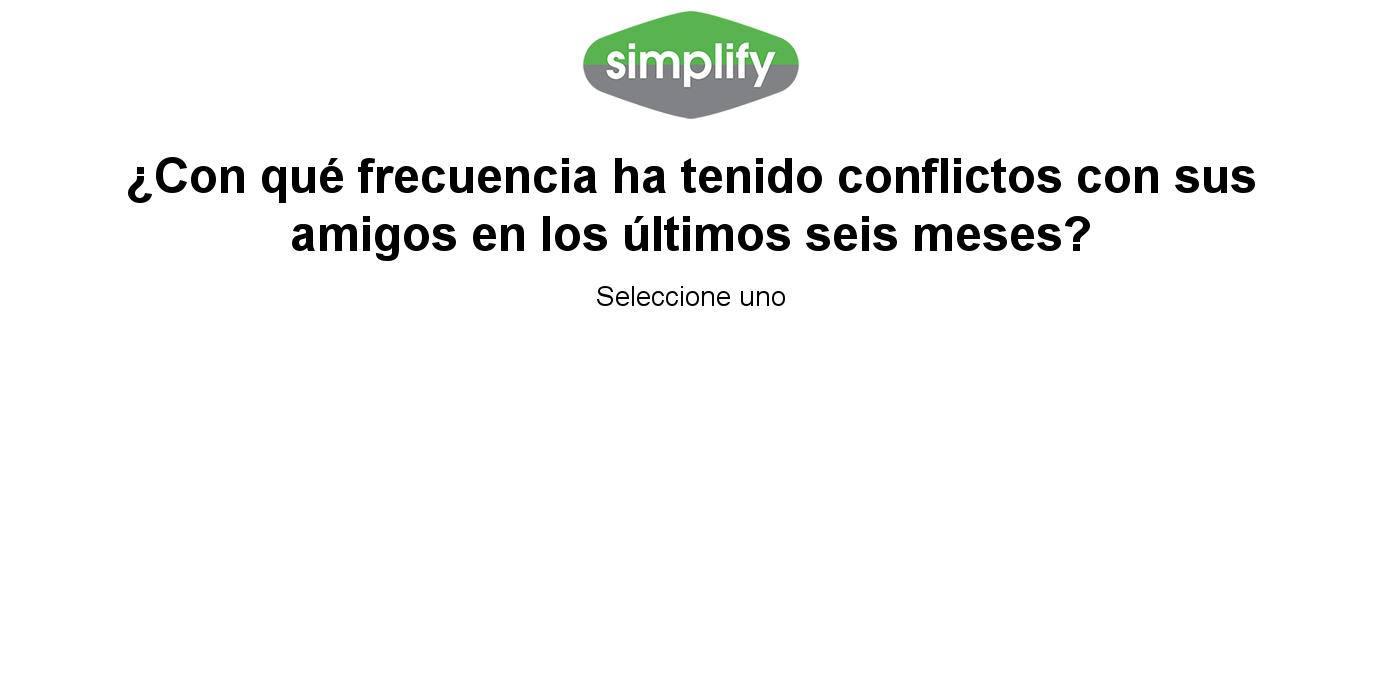 simplify
¿Con qué frecuencia ha tenido conflictos con sus
amigos en los últimos seis meses?
Seleccione uno